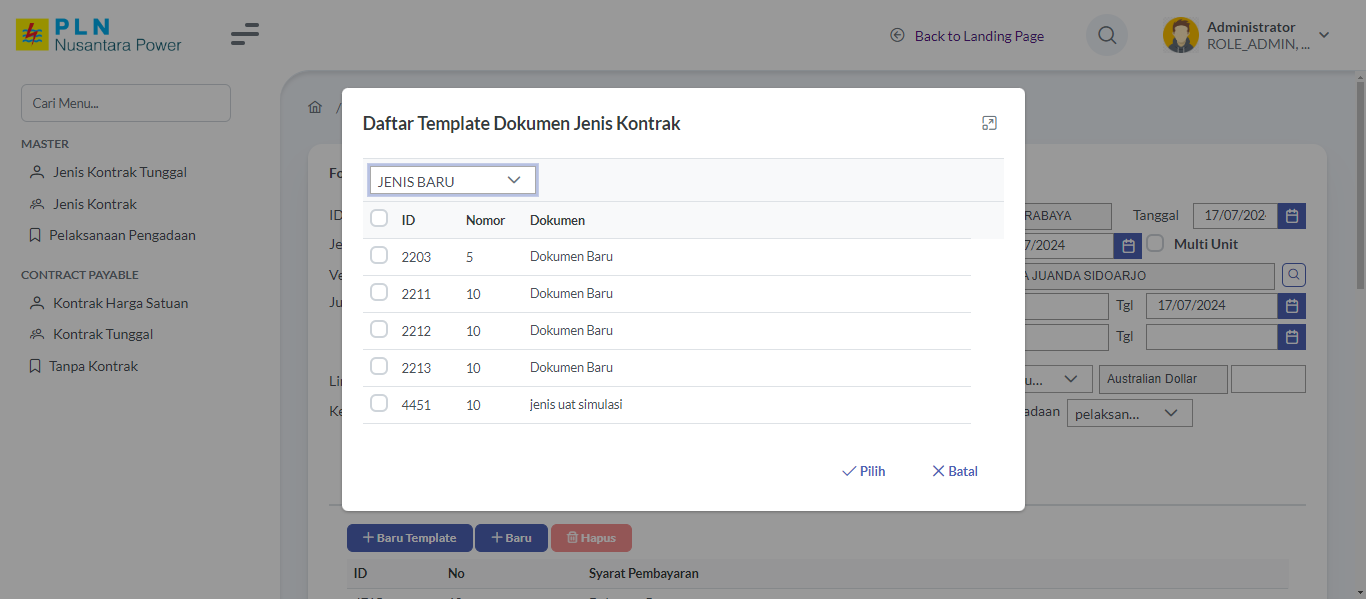 PLN
Nusantara Power
Back to Landing Page
Administrator
ROLE_ADMIN, ...
Cari Menu...
MASTER
Jenis Kontrak Tunggal
Jenis Kontrak
Pelaksanaan Pengadaan
CONTRACT PAYABLE
Kontrak Harga Satuan
Kontrak Tunggal
Tanpa Kontrak
/
Daftar Template Dokumen Jenis Kontrak
JENIS BARU
ID Nomor Dokumen
2203 5 Dokumen Baru
2211 10 Dokumen Baru
2212 10 Dokumen Baru
2213 10 Dokumen Baru
4451 10 jenis uat simulasi
Pilih Batal
Fo
ID RABAYA Tanggal 17/07/202
Je 7/2024 Multi Unit
Ve A JUANDA SIDOARJO
Ju Tgl 17/07/2024
Tgl
Li u... Australian Dollar
Ke adaan pelaksan...
Baru Template Baru Hapus
ID No Syarat Pembayaran